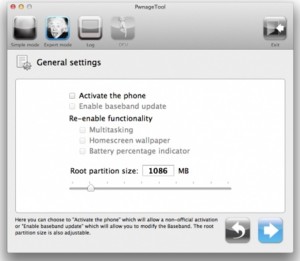 PwnageTool
Simple mode
Expert mode
Log
Exit
General settings
Activate the phone
Enable baseband update
Re-enable functionality
Multitasking
Homescreen wallpaper
Battery percentage indicator
Root partition size: 1086 MB
Here you can choose to "Activate the phone" which will allow a non-official activation
or "Enable baseband update" which will allow you to modify the Baseband. The root
partition size is also adjustable.